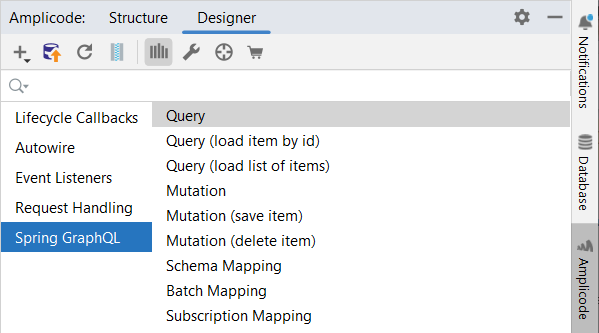 Amplicode: Structure Designer
Lifecycle Callbacks
Autowire
Event Listeners
Request Handling
Spring GraphQL
Query
Query (load item by id)
Query (load list of items)
Mutation
Mutation (save item)
Mutation (delete item)
Schema Mapping
Batch Mapping
Subscription Mapping
Notifications
Database
Amplicode